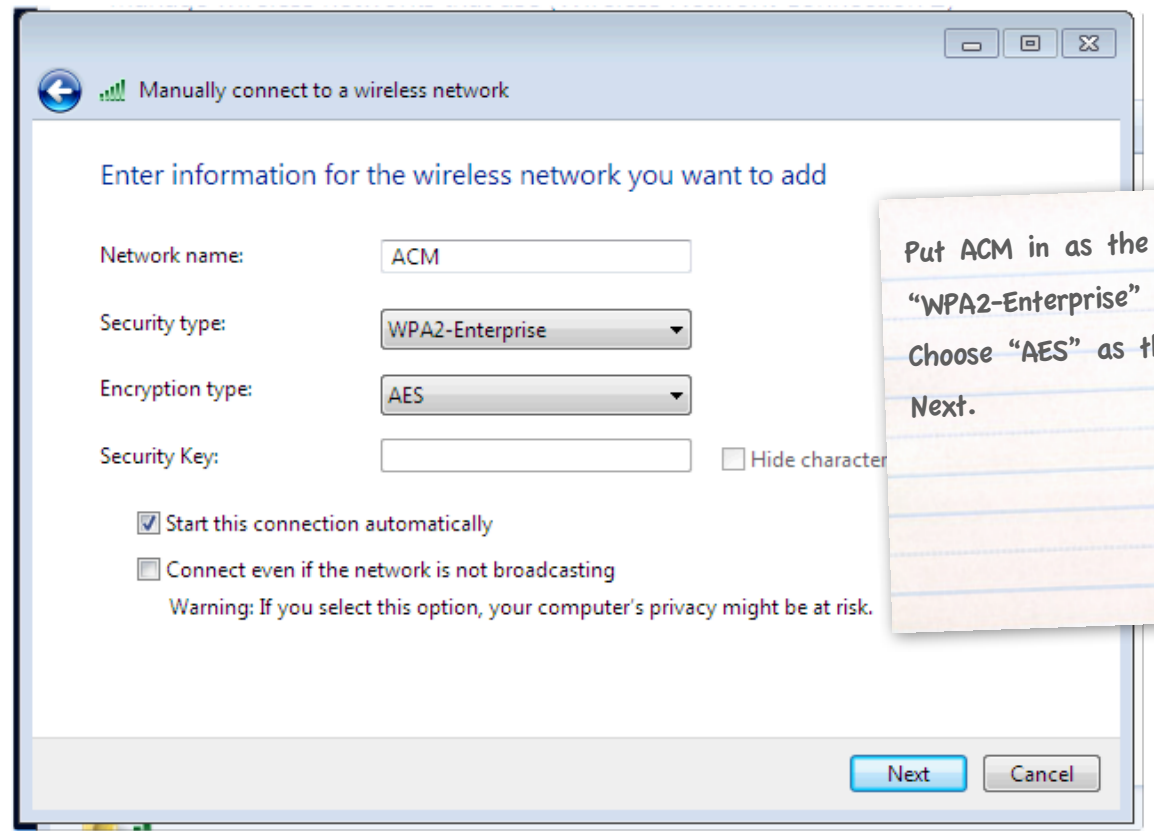 Manually connect to a wireless network
Enter information for the wireless network you want to add
Network name: ACM
Security type: WPA2-Enterprise
Encryption type: AES
Security Key: Hide character
Start this connection automatically
Connect even if the network is not broadcasting
Warning: If you select this option, your computer's privacy might be at risk.
Put ACM in as the
“WPA2-Enterprise”
Choose “AES” as
Next.
Next Cancel